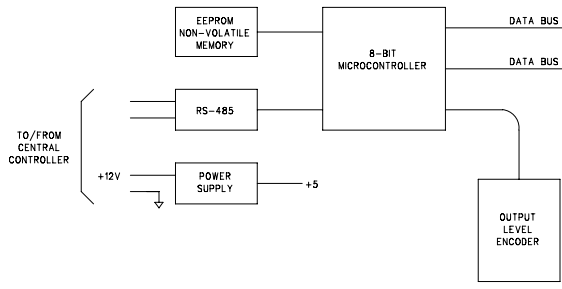 EEPROM
NON-VOLATILE
MEMORY
8-BIT
MICROCONTROLLER
DATA BUS
DATA BUS
RS-485
TO/FROM
CENTRAL
CONTROLLER
+12V
POWER
SUPPLY
+5
OUTPUT
LEVEL
ENCODER